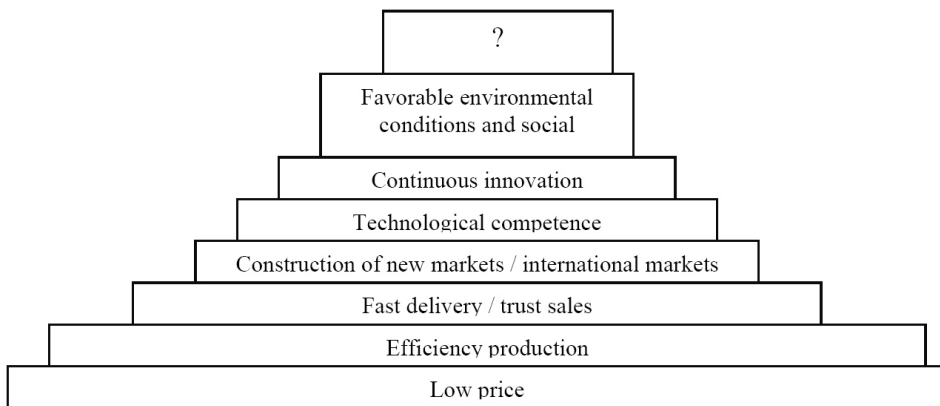 ?
Favorable environmental
conditions and social
Continuous innovation
Technological competence
Construction of new markets / international markets
Fast delivery / trust sales
Efficiency production
Low price